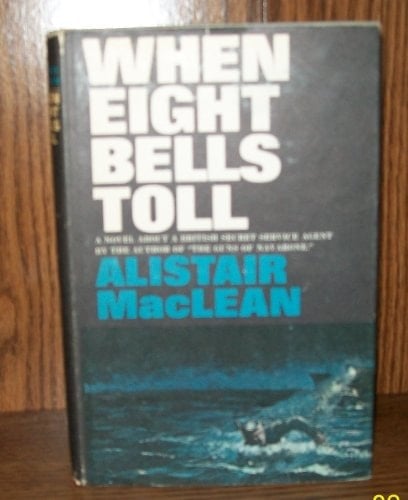 WHEN
EIGHT
BELLS
TOLL
A NOVEL ABOUT A BRITISH SECRET SERVICE AGENT
BY THE AUTHOR OF "THE GUNS OF NAVARONE."
ALISTAIR
MacLEAN